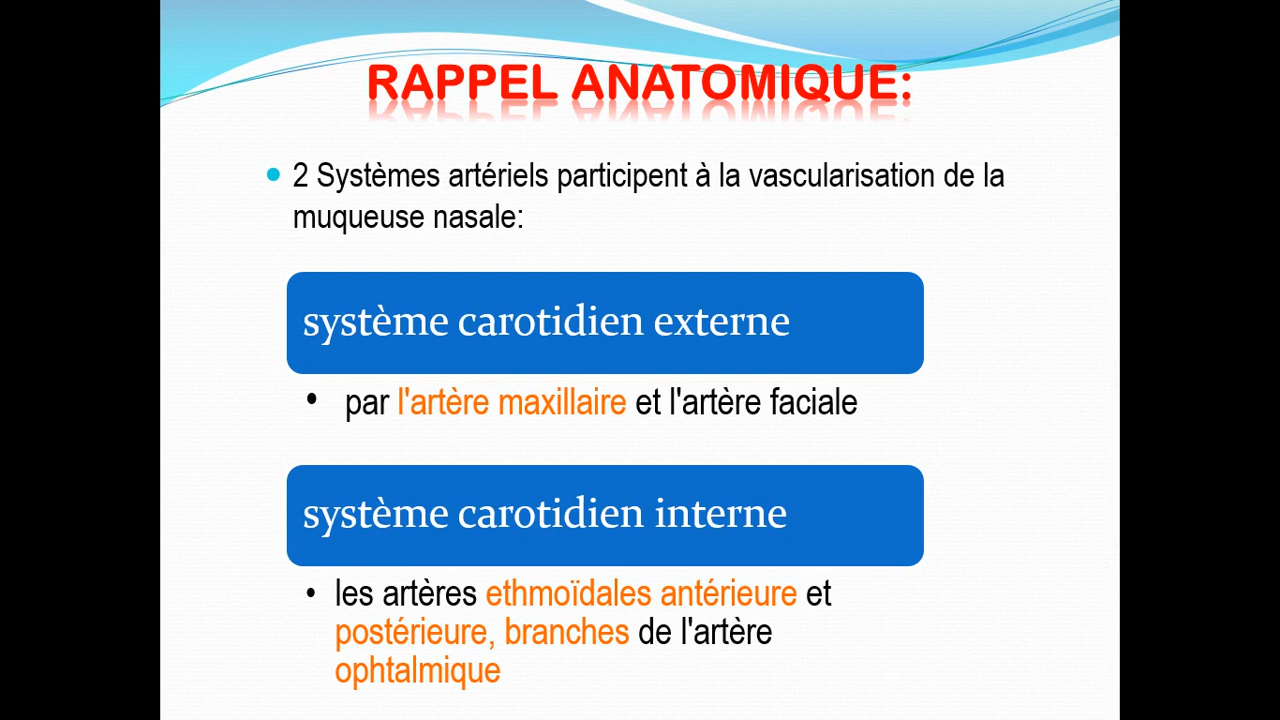 RAPPEL ANATOMIQUE:
• 2 Systèmes artériels participent à la vascularisation de la
muqueuse nasale:
système carotidien externe
• par l'artère maxillaire et l'artère faciale
système carotidien interne
• les artères ethmoïdales antérieure et
postérieure, branches de l'artère
ophtalmique